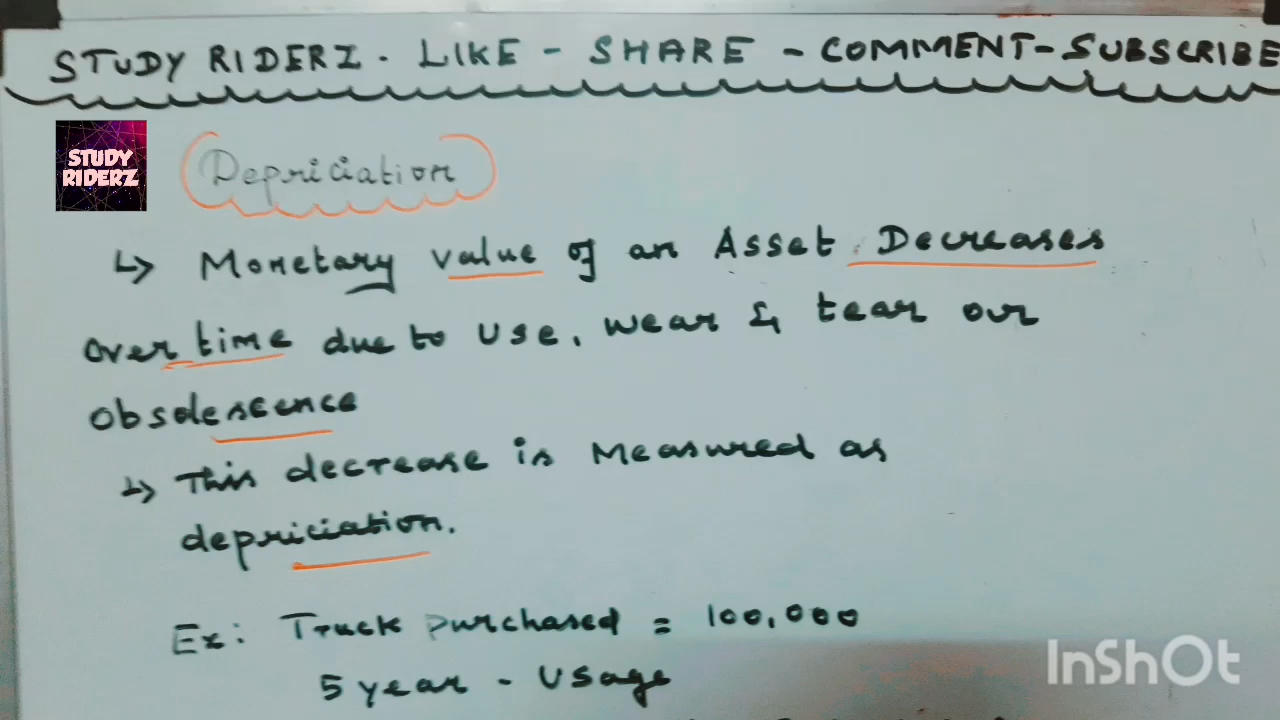 STUDY RIDERZ. LIKE - SHARE - COMMENT-SUBSCRIBE
STUDY
RIDERZ
Depriciation
↳ Monetary value of an Asset Decreases
over time due to use, wear & tear our
obsolescence
↳ This decrease is Measured as
depriciation.
Ex: Truck purchased = 100,000
5 year - Usage
InShOt